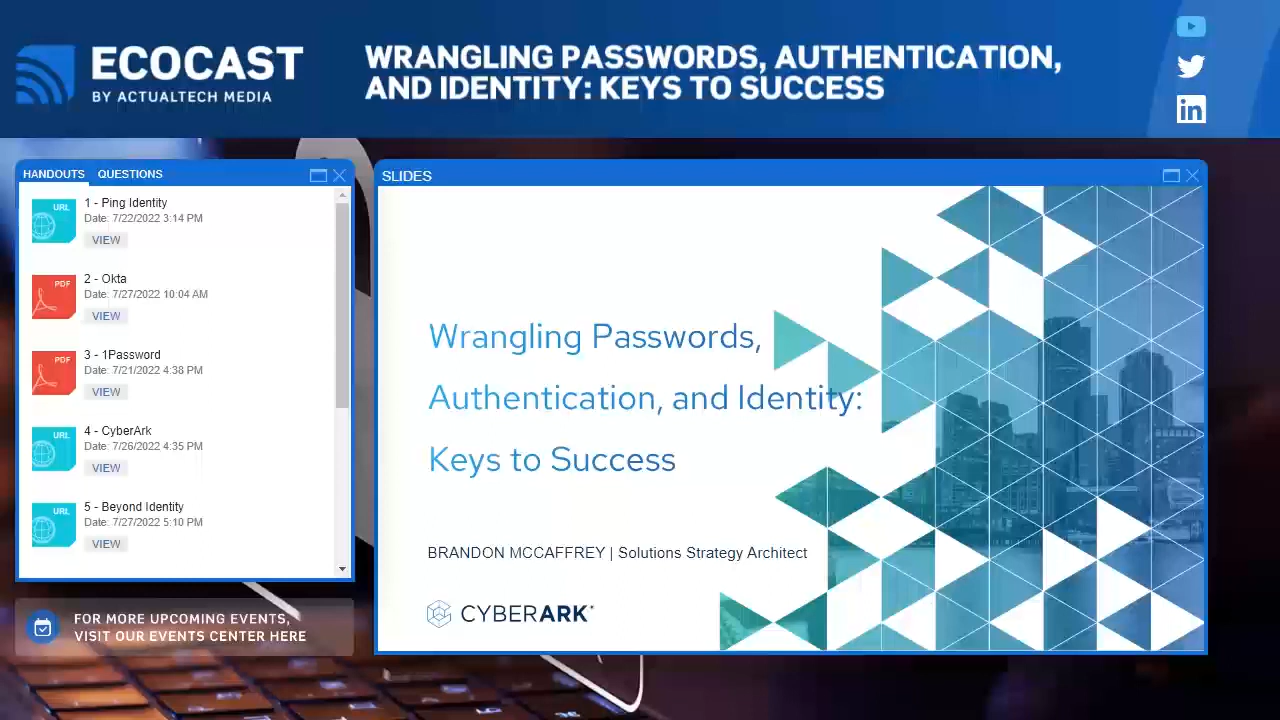 ECOCAST
BY ACTUALTECH MEDIA
WRANGLING PASSWORDS, AUTHENTICATION,
AND IDENTITY: KEYS TO SUCCESS
in
HANDOUTS QUESTIONS
URL
1 - Ping Identity
Date: 7/22/2022 3:14 PM
VIEW
PDF
2 - Okta
Date: 7/27/2022 10:04 AM
VIEW
PDF
3 - 1Password
Date: 7/21/2022 4:38 PM
VIEW
URL
4 - CyberArk
Date: 7/26/2022 4:35 PM
VIEW
URL
5 - Beyond Identity
Date: 7/27/2022 5:10 PM
VIEW
FOR MORE UPCOMING EVENTS,
VISIT OUR EVENTS CENTER HERE
SLIDES
Wrangling Passwords,
Authentication, and Identity:
Keys to Success
BRANDON MCCAFFREY | Solutions Strategy Architect
CYBERARK®